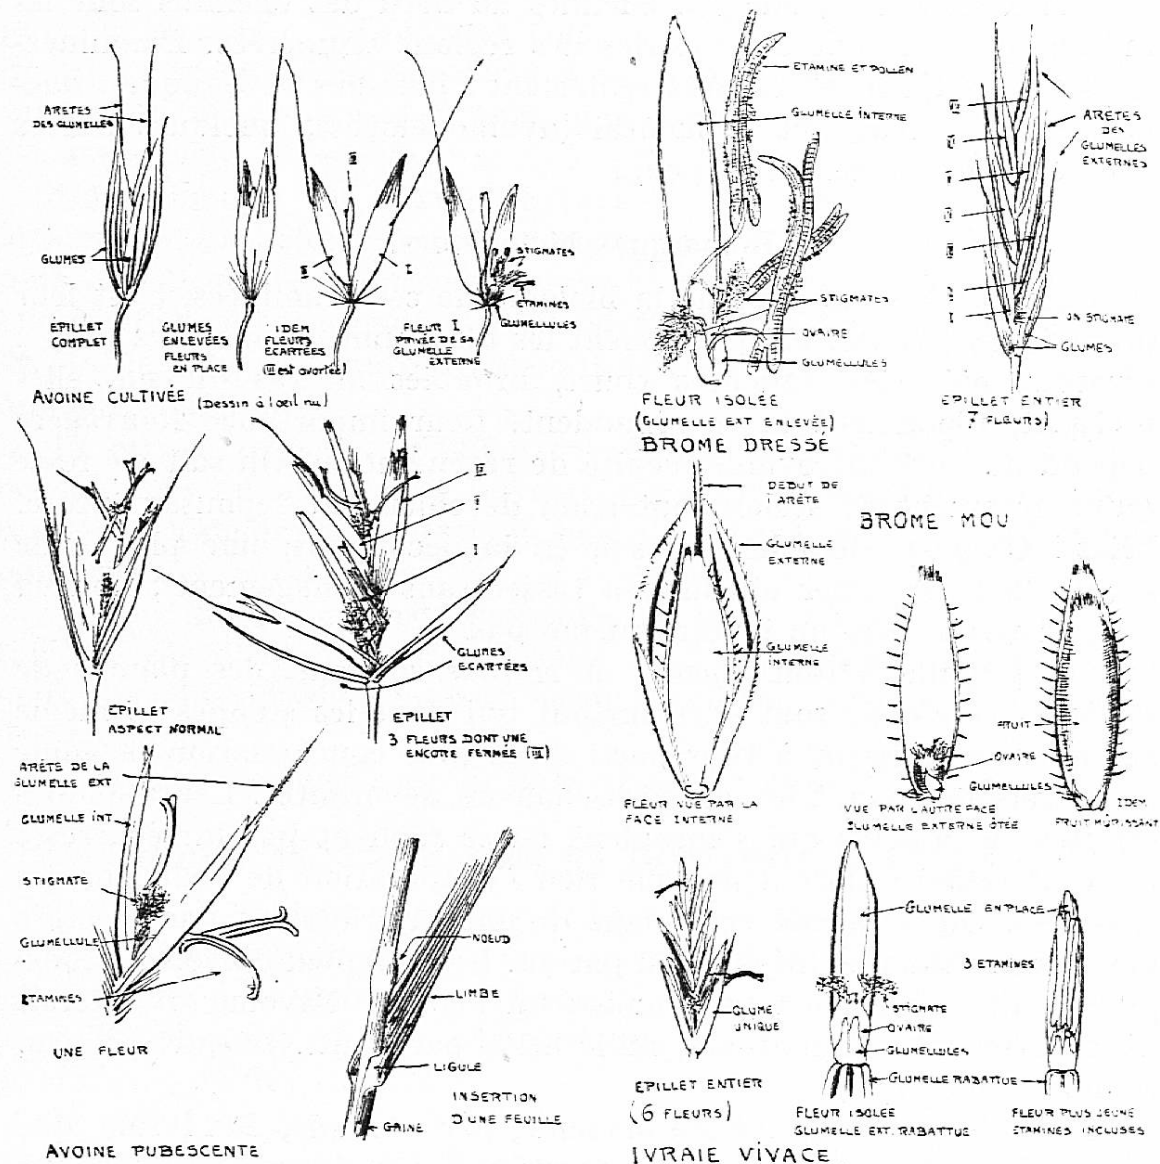 ARÊTES
DES GLUMELLES
GLUMES
EPILLET
COMPLET
GLUMES
ENLEVÉES
FLEURS
EN PLACE
IDEM
FLEURS
ECARTÉES
(III est avortée)
III
II
I
STIGMATES
ETAMINES
GLUMELLULES
FLEUR I
PRIVÉE DE SA
GLUMELLE
EXTERNE
AVOINE CULTIVÉE (Dessin à l'oeil nu)
ETAMINE ET POLLEN
GLUMELLE INTERNE
STIGMATES
OVAIRE
GLUMELLULES
FLEUR ISOLÉE
(GLUMELLE EXT ENLEVÉE)
BROME DRESSÉ
ARÊTES
DES
GLUMELLES
EXTERNES
UN STIGMATE
GLUMES
EPILLET ENTIER
7 FLEURS)
EPILLET
ASPECT NORMAL
III
II
I
GLUMES
ECARTÉES
EPILLET
3 FLEURS DONT UNE
ENCORE FERMÉE (III)
ARÊTE DE LA
GLUMELLE EXT
GLUMELLE INT
STIGMATE
GLUMELLULE
ETAMINES
UNE FLEUR
NOEUD
LIMBE
LIGULE
GAINE
INSERTION
D'UNE FEUILLE
AVOINE PUBESCENTE
BROME MOU
DEBUT DE
l'ARÊTE
GLUMELLE
EXTERNE
GLUMELLE
INTERNE
FLEUR VUE PAR LA
FACE INTERNE
FRUIT
OVAIRE
GLUMELLULES
VUE PAR L'AUTRE FACE
GLUMELLE EXTERNE ÔTÉE
IDEM
FRUIT MÛRISSANT
GLUME
UNIQUE
EPILLET ENTIER
(6 FLEURS)
GLUMELLE EN PLACE
3 ETAMINES
STIGMATE
OVAIRE
GLUMELLULES
GLUMELLE RABATTUE
FLEUR ISOLÉE
GLUMELLE EXT. RABATTUE
FLEUR PLUS JEUNE
ETAMINES INCLUSES
IVRAIE VIVACE